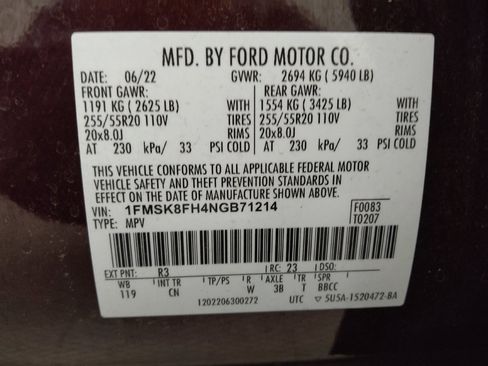 MFD. BY FORD MOTOR CO.
DATE: 06/22 GVWR: 2694 KG ( 5940 LB)
FRONT GAWR: REAR GAWR:
1191 KG ( 2625 LB) WITH 1554 KG ( 3425 LB) WITH
255/55R20 110V TIRES 255/55R20 110V TIRES
20x8.0J RIMS 20x8.0J RIMS
AT 230 kPa/ 33 PSI COLD AT 230 kPa/ 33 PSI COLD
THIS VEHICLE CONFORMS TO ALL APPLICABLE FEDERAL MOTOR
VEHICLE SAFETY AND THEFT PREVENTION STANDARDS IN
EFFECT ON THE DATE OF MANUFACTURE SHOWN ABOVE.
VIN: 1FMSK8FH4NGB71214 F0083
TYPE: MPV T0207
EXT PNT: R3 RC: 23 DSO:
WB INT TR TP/PS R AXLE TR SPR
119 CN W 3B T BBCC
1202206300272 UTC ▽ 5U5A-1520472-BA